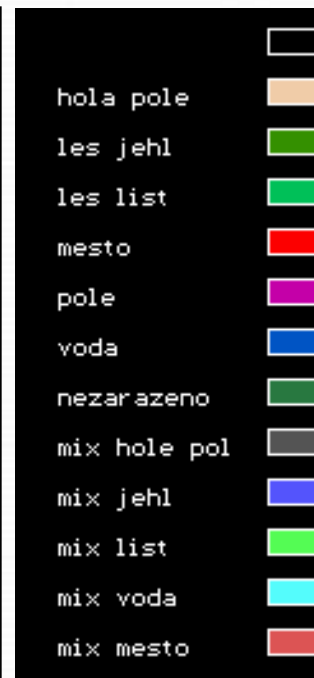 hola pole
les jehl
les list
mesto
pole
voda
nezarazeno
mix hole pol
mix jehl
mix list
mix voda
mix mesto